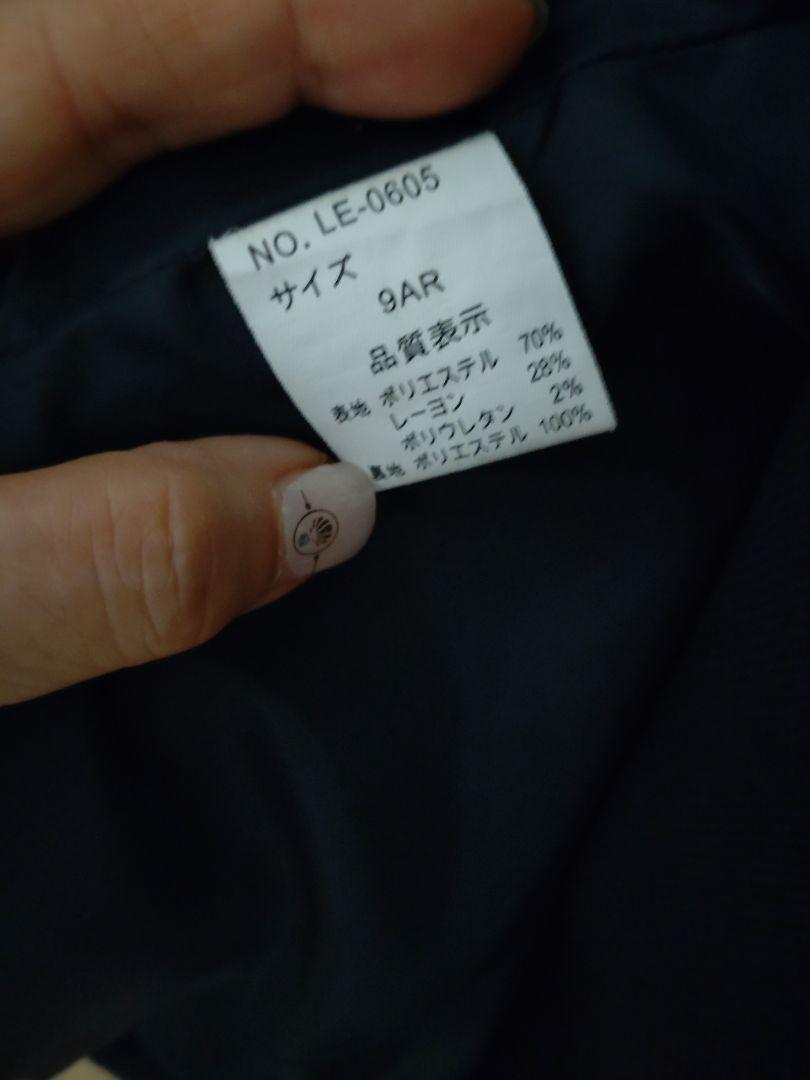 NO. LE-0605
サイズ
9AR
品質表示
表地 ポリエステル 70%
レーヨン 28%
ポリウレタン 2%
裏地 ポリエステル 100%